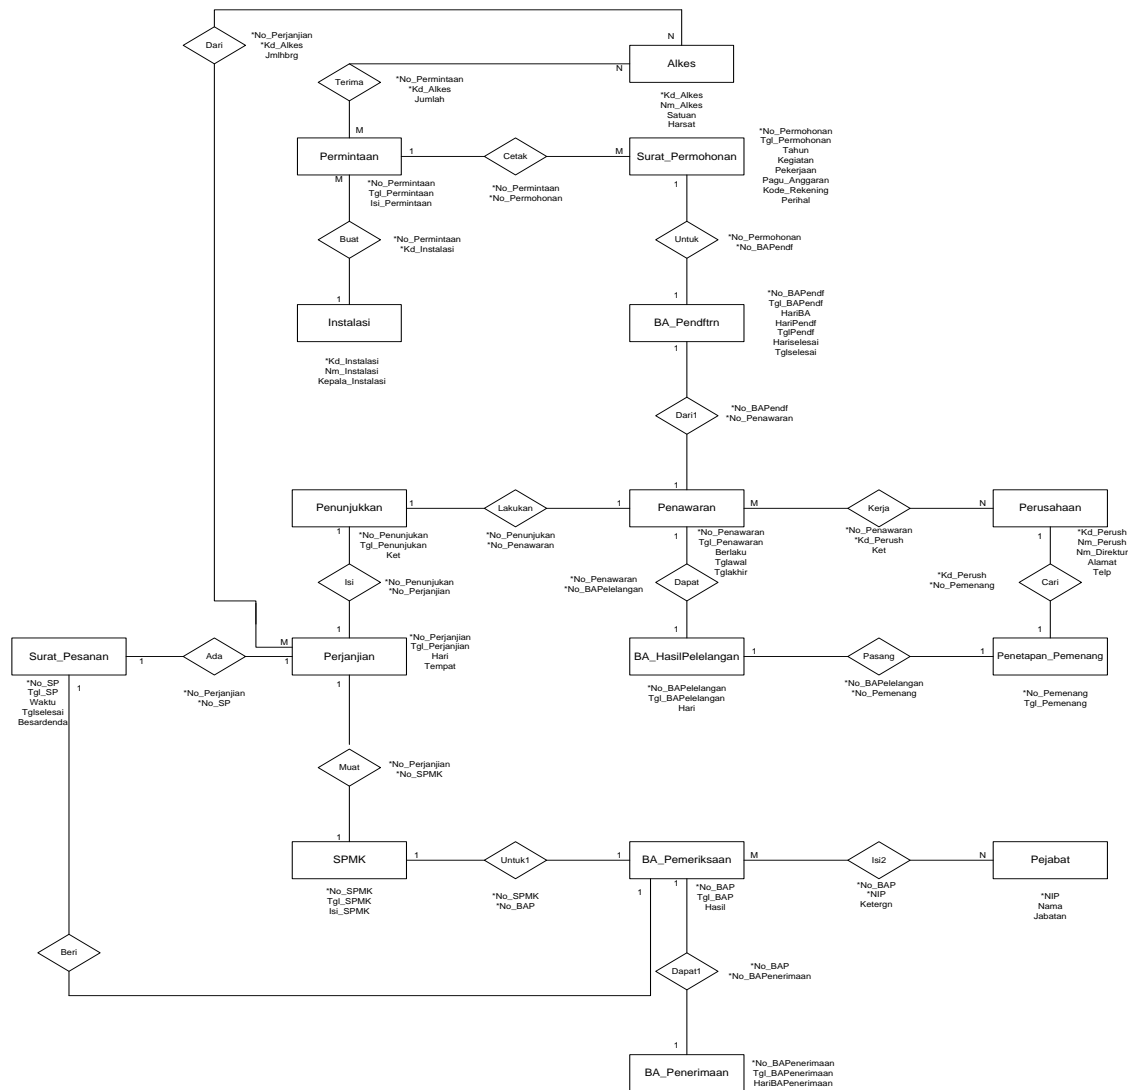 Dari
*No_Perjanjian
*Kd_Alkes
Jmlhbrg
N
Alkes
N
*Kd_Alkes
Nm_Alkes
Satuan
Harsat
Terima
*No_Permintaan
*Kd_Alkes
Jumlah
M
Permintaan
1
Cetak
M
Surat_Permohonan
*No_Permohonan
Tgl_Permohonan
Tahun
Kegiatan
Pekerjaan
Pagu_Anggaran
Kode_Rekening
Perihal
M
*No_Permintaan
Tgl_Permintaan
Isi_Permintaan
*No_Permintaan
*No_Permohonan
1
Buat
*No_Permintaan
*Kd_Instalasi
Untuk
*No_Permohonan
*No_BAPendf
1
Instalasi
*Kd_Instalasi
Nm_Instalasi
Kepala_Instalasi
1
BA_Pendftrn
*No_BAPendf
Tgl_BAPendf
HariBA
HariPendf
TglPendf
Hariselesai
Tglselesai
1
Dari1
*No_BAPendf
*No_Penawaran
1
Penunjukkan
1
Lakukan
1
Penawaran
M
Kerja
N
Perusahaan
1
*No_Penunjukan
Tgl_Penunjukan
Ket
*No_Penunjukan
*No_Penawaran
1
*No_Penawaran
Tgl_Penawaran
Berlaku
Tglawal
Tglakhir
*No_Penawaran
*Kd_Perush
Ket
1
*Kd_Perush
Nm_Perush
Nm_Direktur
Alamat
Telp
Isi
*No_Penunjukan
*No_Perjanjian
*No_Penawaran
*No_BAPelelangan
Dapat
*Kd_Perush
*No_Pemenang
Cari
1
M
1
1
Surat_Pesanan
1
Ada
1
Perjanjian
*No_Perjanjian
Tgl_Perjanjian
Hari
Tempat
BA_HasilPelelangan
1
Pasang
1
Penetapan_Pemenang
*No_SP
Tgl_SP
Waktu
Tglselesai
Besardenda
1
*No_Perjanjian
*No_SP
1
*No_BAPelelangan
Tgl_BAPelelangan
Hari
*No_BAPelelangan
*No_Pemenang
*No_Pemenang
Tgl_Pemenang
Muat
*No_Perjanjian
*No_SPMK
1
SPMK
1
Untuk1
1
BA_Pemeriksaan
M
Isi2
N
Pejabat
*No_SPMK
Tgl_SPMK
Isi_SPMK
*No_SPMK
*No_BAP
1
1
*No_BAP
Tgl_BAP
Hasil
*No_BAP
*NIP
Ketergn
*NIP
Nama
Jabatan
Beri
Dapat1
*No_BAP
*No_BAPenerimaan
1
BA_Penerimaan
*No_BAPenerimaan
Tgl_BAPenerimaan
HariBAPenerimaan